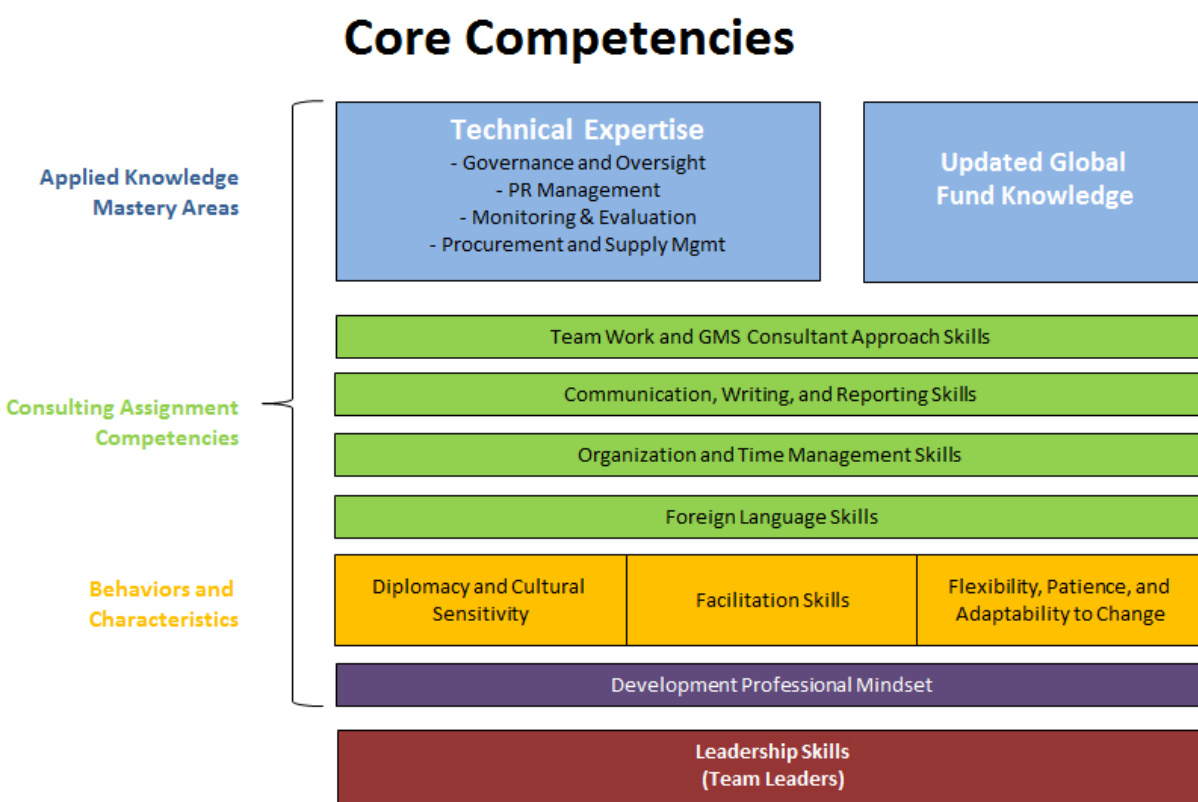 Core Competencies
Applied Knowledge
Mastery Areas
Technical Expertise
- Governance and Oversight
- PR Management
- Monitoring & Evaluation
- Procurement and Supply Mgmt
Updated Global
Fund Knowledge
Consulting Assignment
Competencies
Team Work and GMS Consultant Approach Skills
Communication, Writing, and Reporting Skills
Organization and Time Management Skills
Foreign Language Skills
Behaviors and
Characteristics
Diplomacy and Cultural
Sensitivity
Facilitation Skills
Flexibility, Patience, and
Adaptability to Change
Development Professional Mindset
Leadership Skills
(Team Leaders)